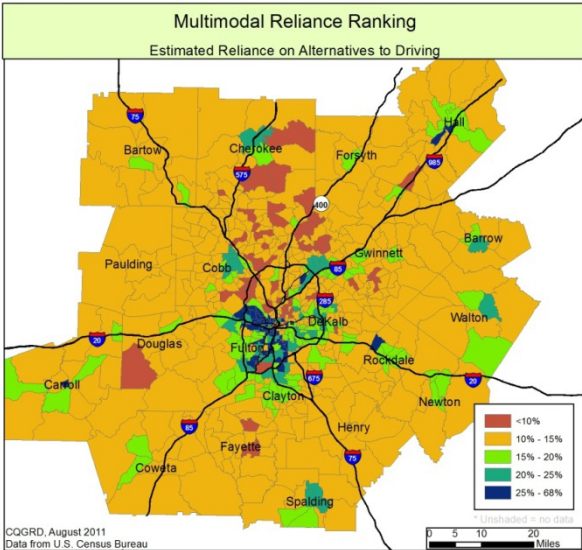 Multimodal Reliance Ranking
Estimated Reliance on Alternatives to Driving
75
Hall
Bartow
Cherokee
Forsyth
985
575
400
Barrow
Gwinnett
Cobb
85
Paulding
285
Walton
DeKalb
20
Douglas
Fulton
Rockdale
Carroll
675
20
Clayton
Newton
85
Henry
Fayette
75
Coweta
Spalding
<10%
10% - 15%
15% - 20%
20% - 25%
25% - 68%
* Unshaded = no data
CQGRD, August 2011
Data from U.S. Census Bureau
0 5 10 20
Miles